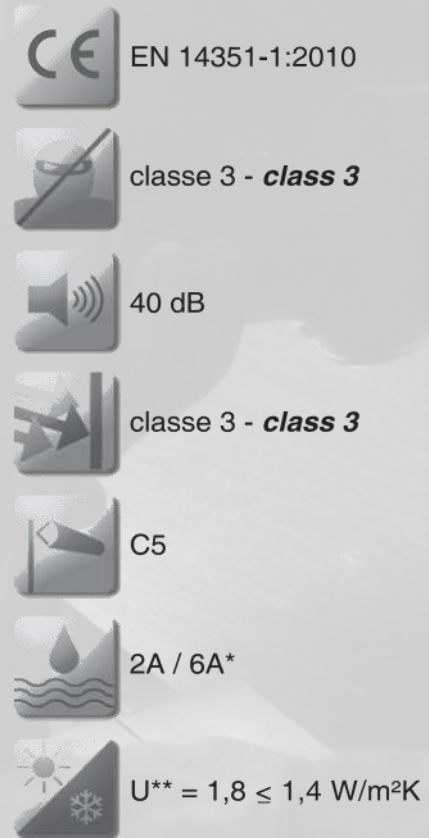 CE EN 14351-1:2010
classe 3 - class 3
40 dB
classe 3 - class 3
C5
2A / 6A*
U** = 1,8 ≤ 1,4 W/m²K